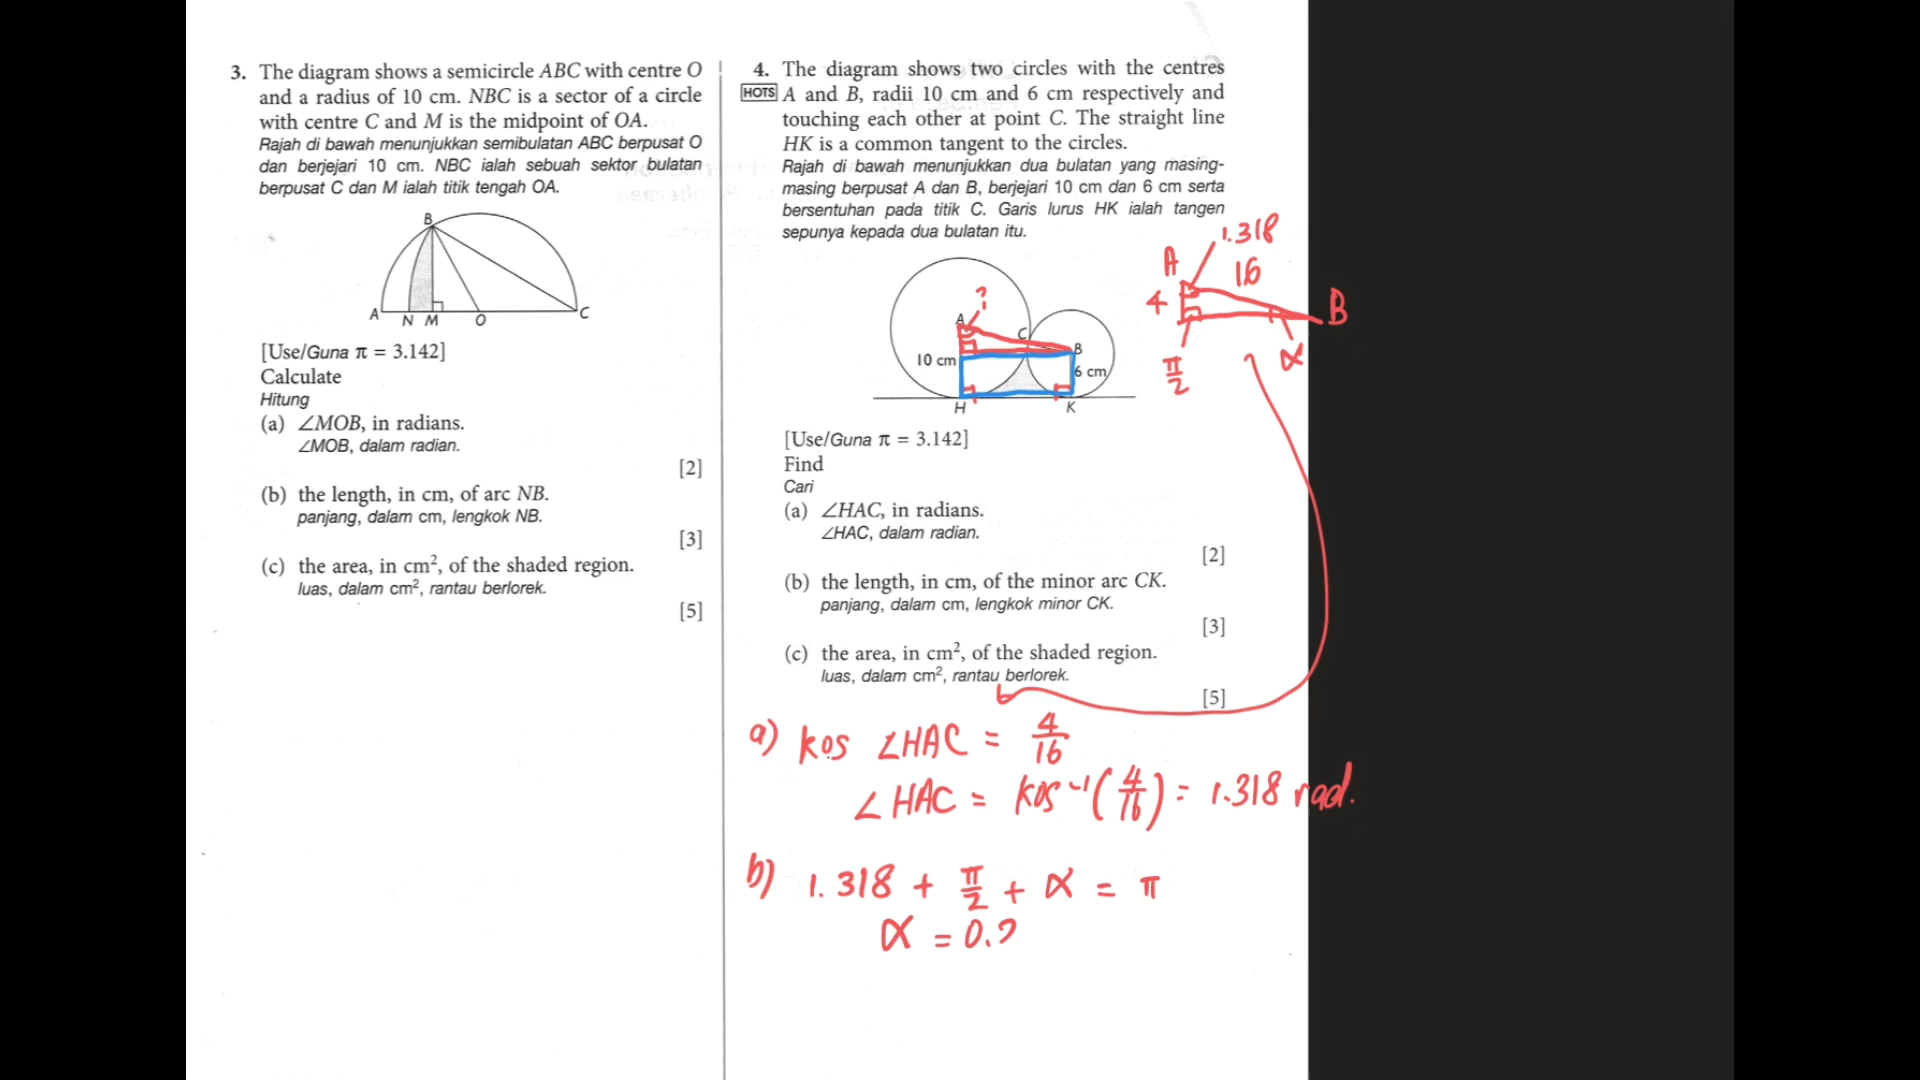 3. The diagram shows a semicircle ABC with centre O
and a radius of 10 cm. NBC is a sector of a circle
with centre C and M is the midpoint of OA.
Rajah di bawah menunjukkan semibulatan ABC berpusat O
dan berjejari 10 cm. NBC ialah sebuah sektor bulatan
berpusat C dan M ialah titik tengah OA.
B
A N M O C
[Use/Guna π = 3.142]
Calculate
Hitung
(a) ∠MOB, in radians.
∠MOB, dalam radian.
[2]
(b) the length, in cm, of arc NB.
panjang, dalam cm, lengkok NB.
[3]
(c) the area, in cm², of the shaded region.
luas, dalam cm², rantau berlorek.
[5]
4. The diagram shows two circles with the centres
HOTS A and B, radii 10 cm and 6 cm respectively and
touching each other at point C. The straight line
HK is a common tangent to the circles.
Rajah di bawah menunjukkan dua bulatan yang masing-
masing berpusat A dan B, berjejari 10 cm dan 6 cm serta
bersentuhan pada titik C. Garis lurus HK ialah tangen
sepunya kepada dua bulatan itu.
?
A C B
10 cm 6 cm
H K
1.318
A 16
4 B
π/2 α
[Use/Guna π = 3.142]
Find
Cari
(a) ∠HAC, in radians.
∠HAC, dalam radian.
[2]
(b) the length, in cm, of the minor arc CK.
panjang, dalam cm, lengkok minor CK.
[3]
(c) the area, in cm², of the shaded region.
luas, dalam cm², rantau berlorek.
[5]
a) kos ∠HAC = 4/16
∠HAC = kos⁻¹(4/16) = 1.318 rad.
b) 1.318 + π/2 + α = π
α = 0.2